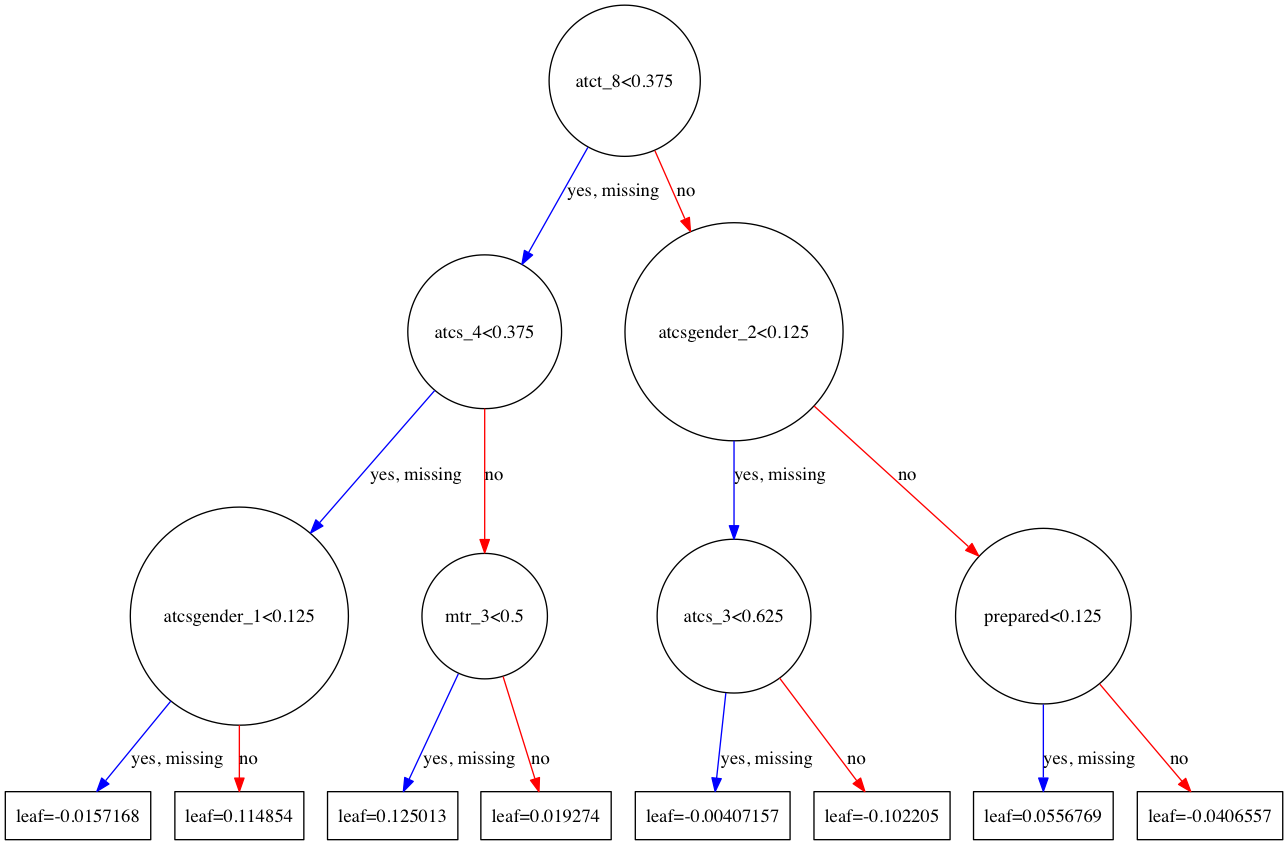 atct_8<0.375
yes, missing
no
atcs_4<0.375
atcsgender_2<0.125
yes, missing
no
yes, missing
no
atcsgender_1<0.125
mtr_3<0.5
atcs_3<0.625
prepared<0.125
yes, missing
no
yes, missing
no
yes, missing
no
yes, missing
no
leaf=-0.0157168
leaf=0.114854
leaf=0.125013
leaf=0.019274
leaf=-0.00407157
leaf=-0.102205
leaf=0.0556769
leaf=-0.0406557